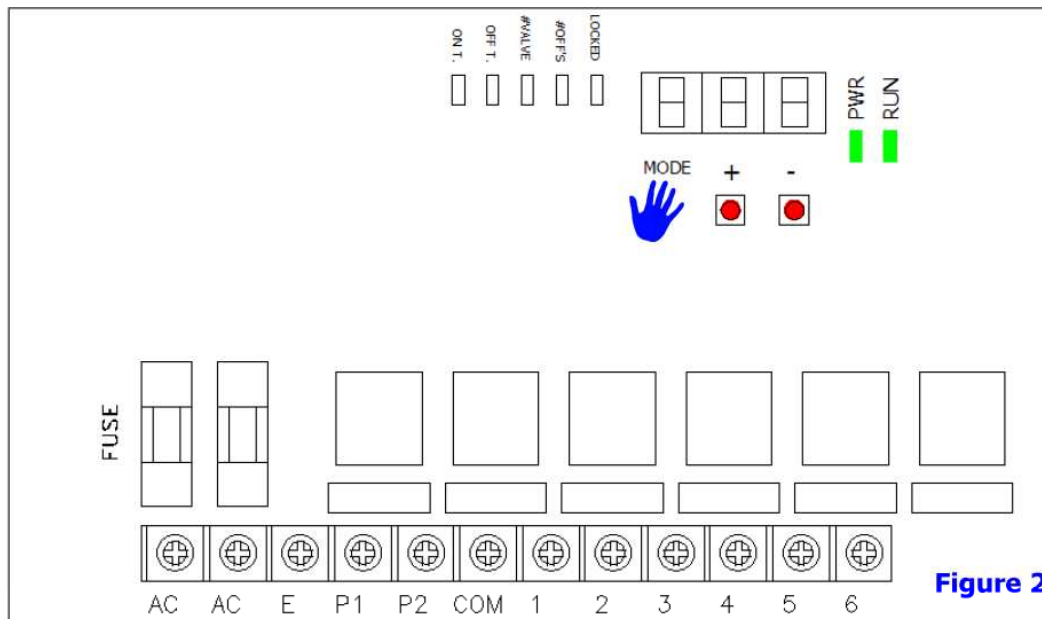 ON T. OFF T. #VALVE #OFF'S LOCKED
PWR RUN
MODE + -
FUSE
AC AC E P1 P2 COM 1 2 3 4 5 6
Figure 2